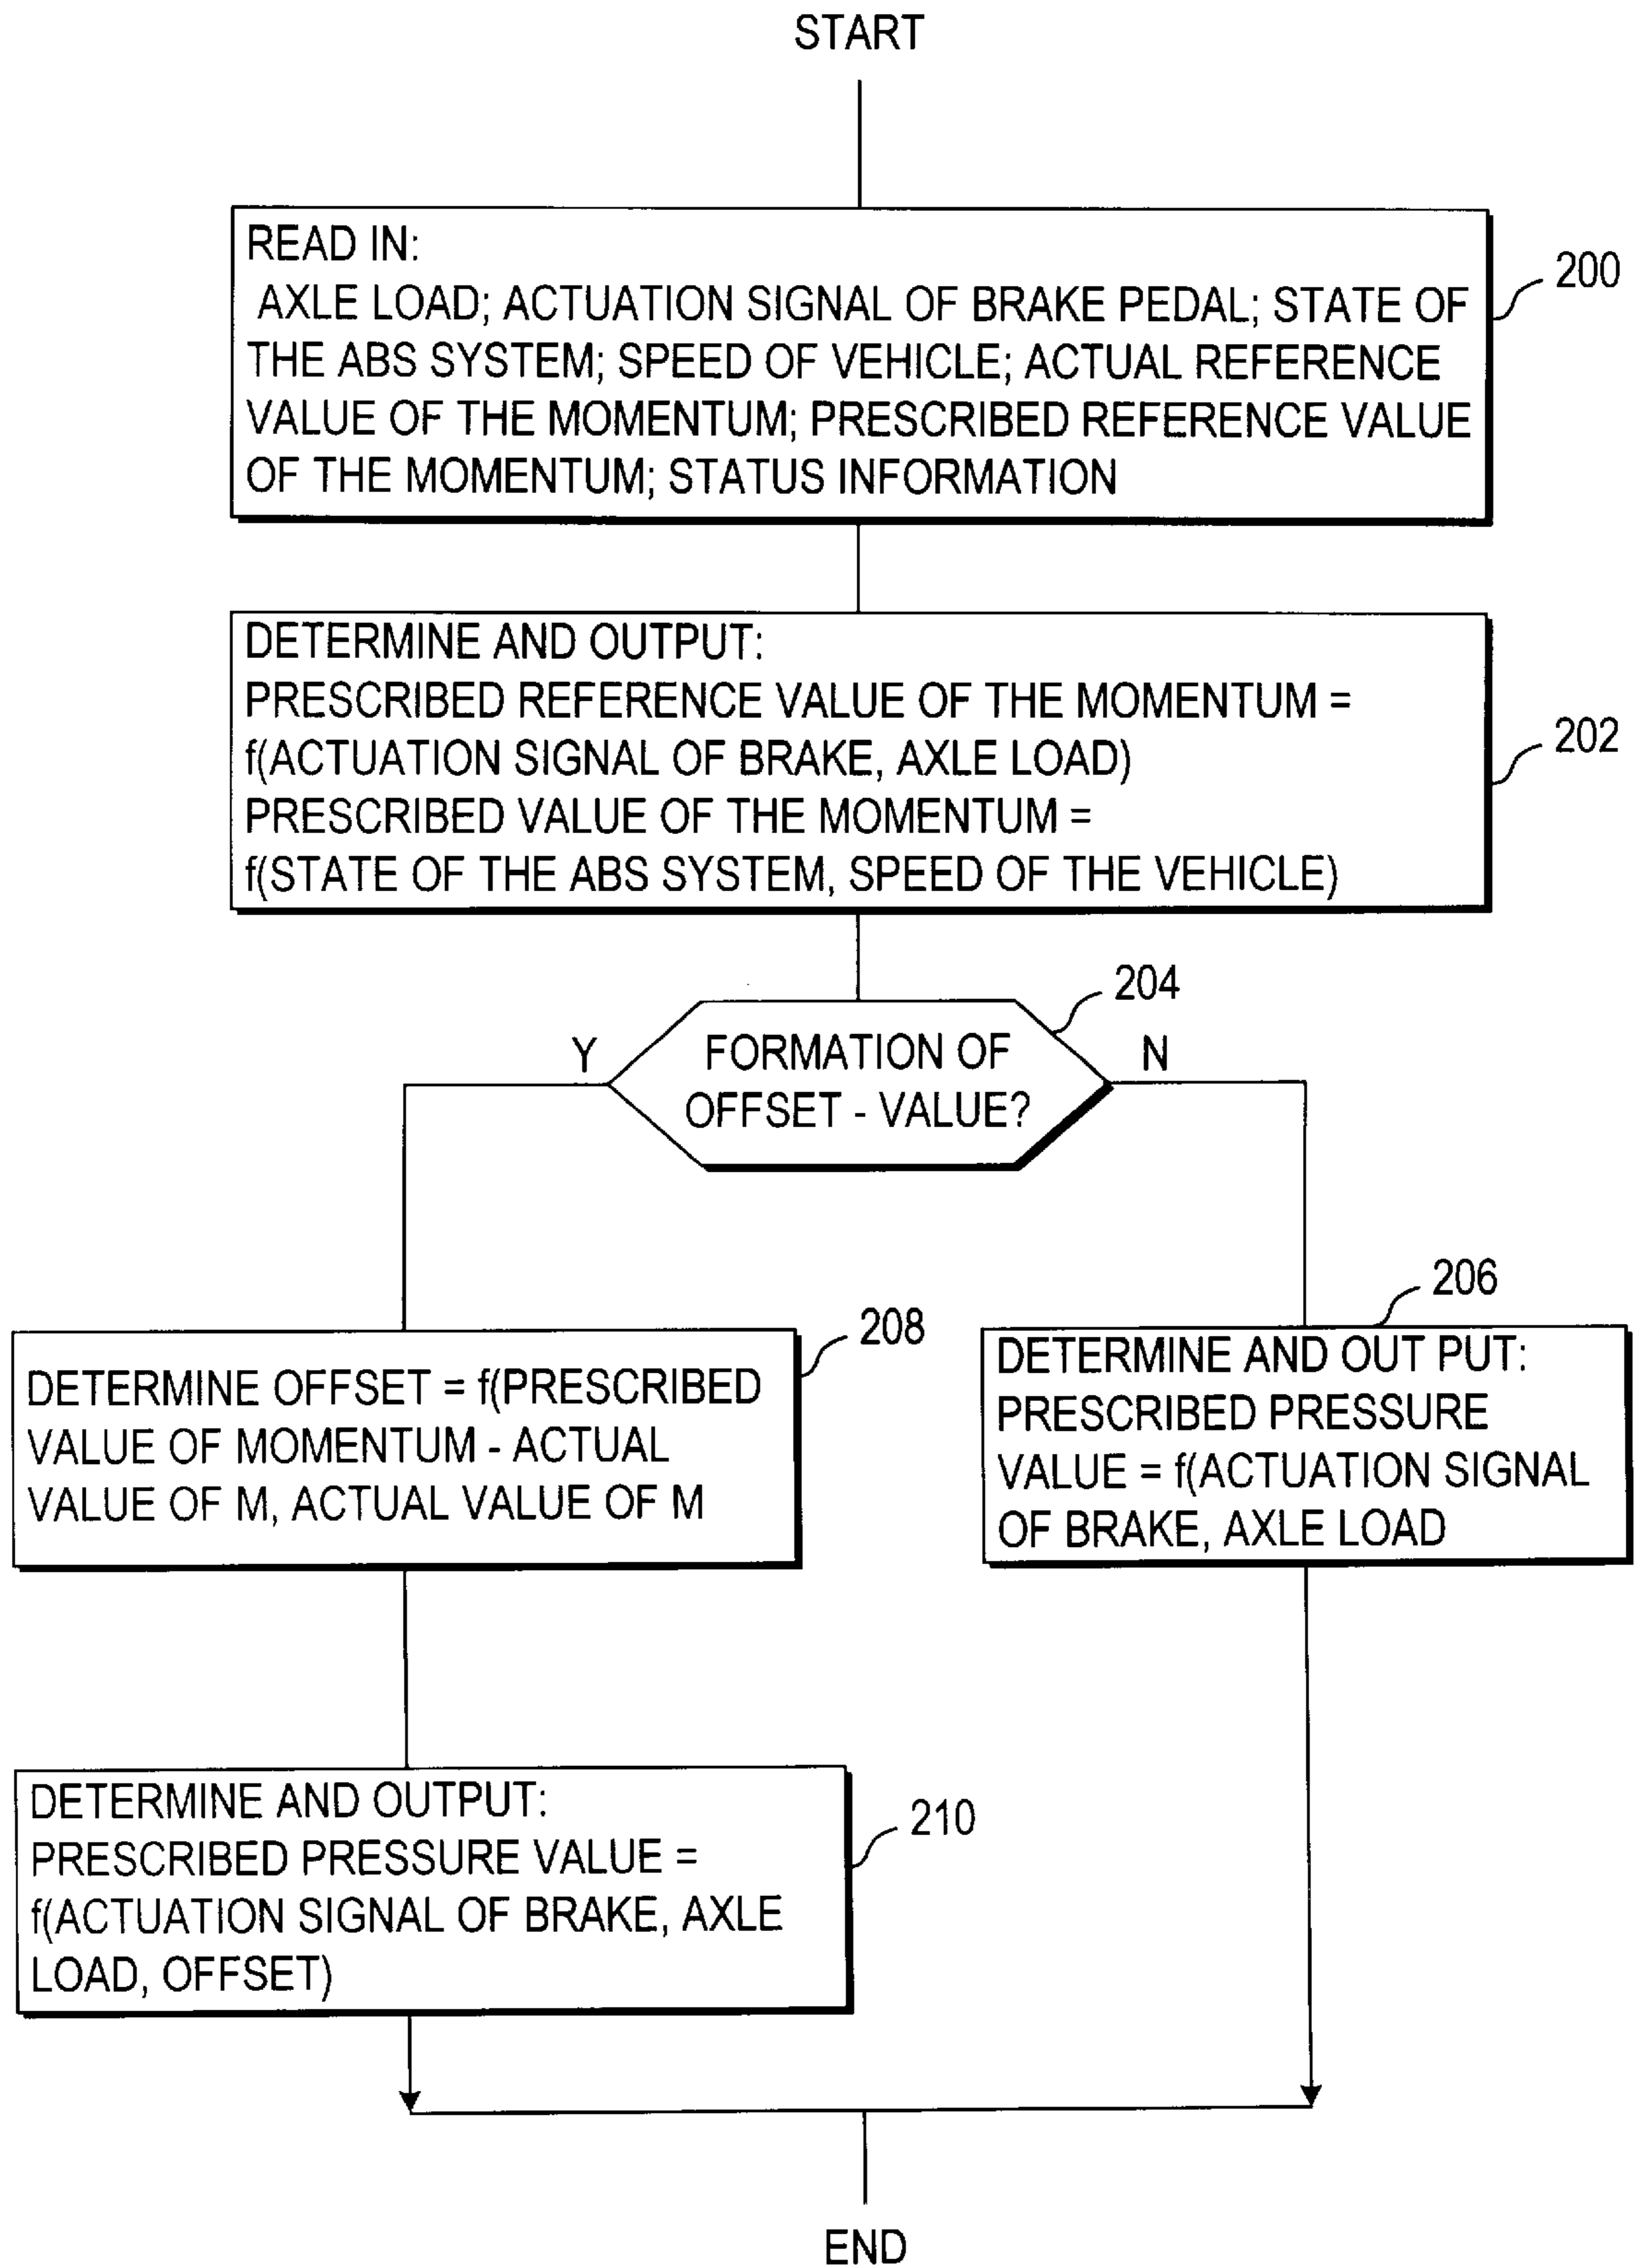 START
READ IN:
AXLE LOAD; ACTUATION SIGNAL OF BRAKE PEDAL; STATE OF
THE ABS SYSTEM; SPEED OF VEHICLE; ACTUAL REFERENCE
VALUE OF THE MOMENTUM; PRESCRIBED REFERENCE VALUE
OF THE MOMENTUM; STATUS INFORMATION
200
DETERMINE AND OUTPUT:
PRESCRIBED REFERENCE VALUE OF THE MOMENTUM =
f(ACTUATION SIGNAL OF BRAKE, AXLE LOAD)
PRESCRIBED VALUE OF THE MOMENTUM =
f(STATE OF THE ABS SYSTEM, SPEED OF THE VEHICLE)
202
204
Y
FORMATION OF
OFFSET - VALUE?
N
208
DETERMINE OFFSET = f(PRESCRIBED
VALUE OF MOMENTUM - ACTUAL
VALUE OF M, ACTUAL VALUE OF M
206
DETERMINE AND OUT PUT:
PRESCRIBED PRESSURE
VALUE = f(ACTUATION SIGNAL
OF BRAKE, AXLE LOAD
DETERMINE AND OUTPUT:
PRESCRIBED PRESSURE VALUE =
f(ACTUATION SIGNAL OF BRAKE, AXLE
LOAD, OFFSET)
210
END